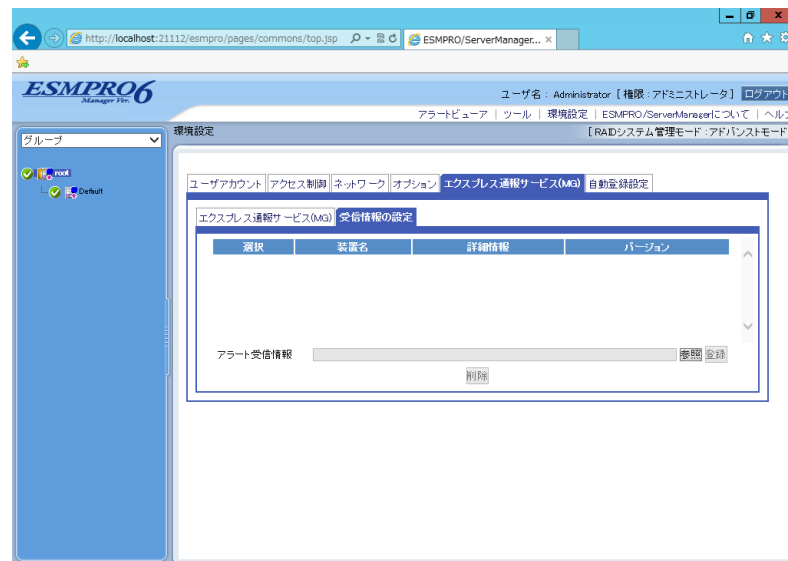 http://localhost:21112/esmpro/pages/commons/top.jsp
ESMPRO/ServerManager... ×
ESMPRO6
Manager Ver.
ユーザ名 : Administrator [ 権限 : アドミニストレータ ] ログアウト
アラートビューア | ツール | 環境設定 | ESMPRO/ServerManagerについて | ヘル
グループ
環境設定
[ RAIDシステム管理モード : アドバンストモード
root
Default
ユーザアカウント アクセス制御 ネットワーク オプション エクスプレス通報サービス(MG) 自動登録設定
エクスプレス通報サービス(MG) 受信情報の設定
選択 装置名 詳細情報 バージョン
アラート受信情報 参照 登録
削除